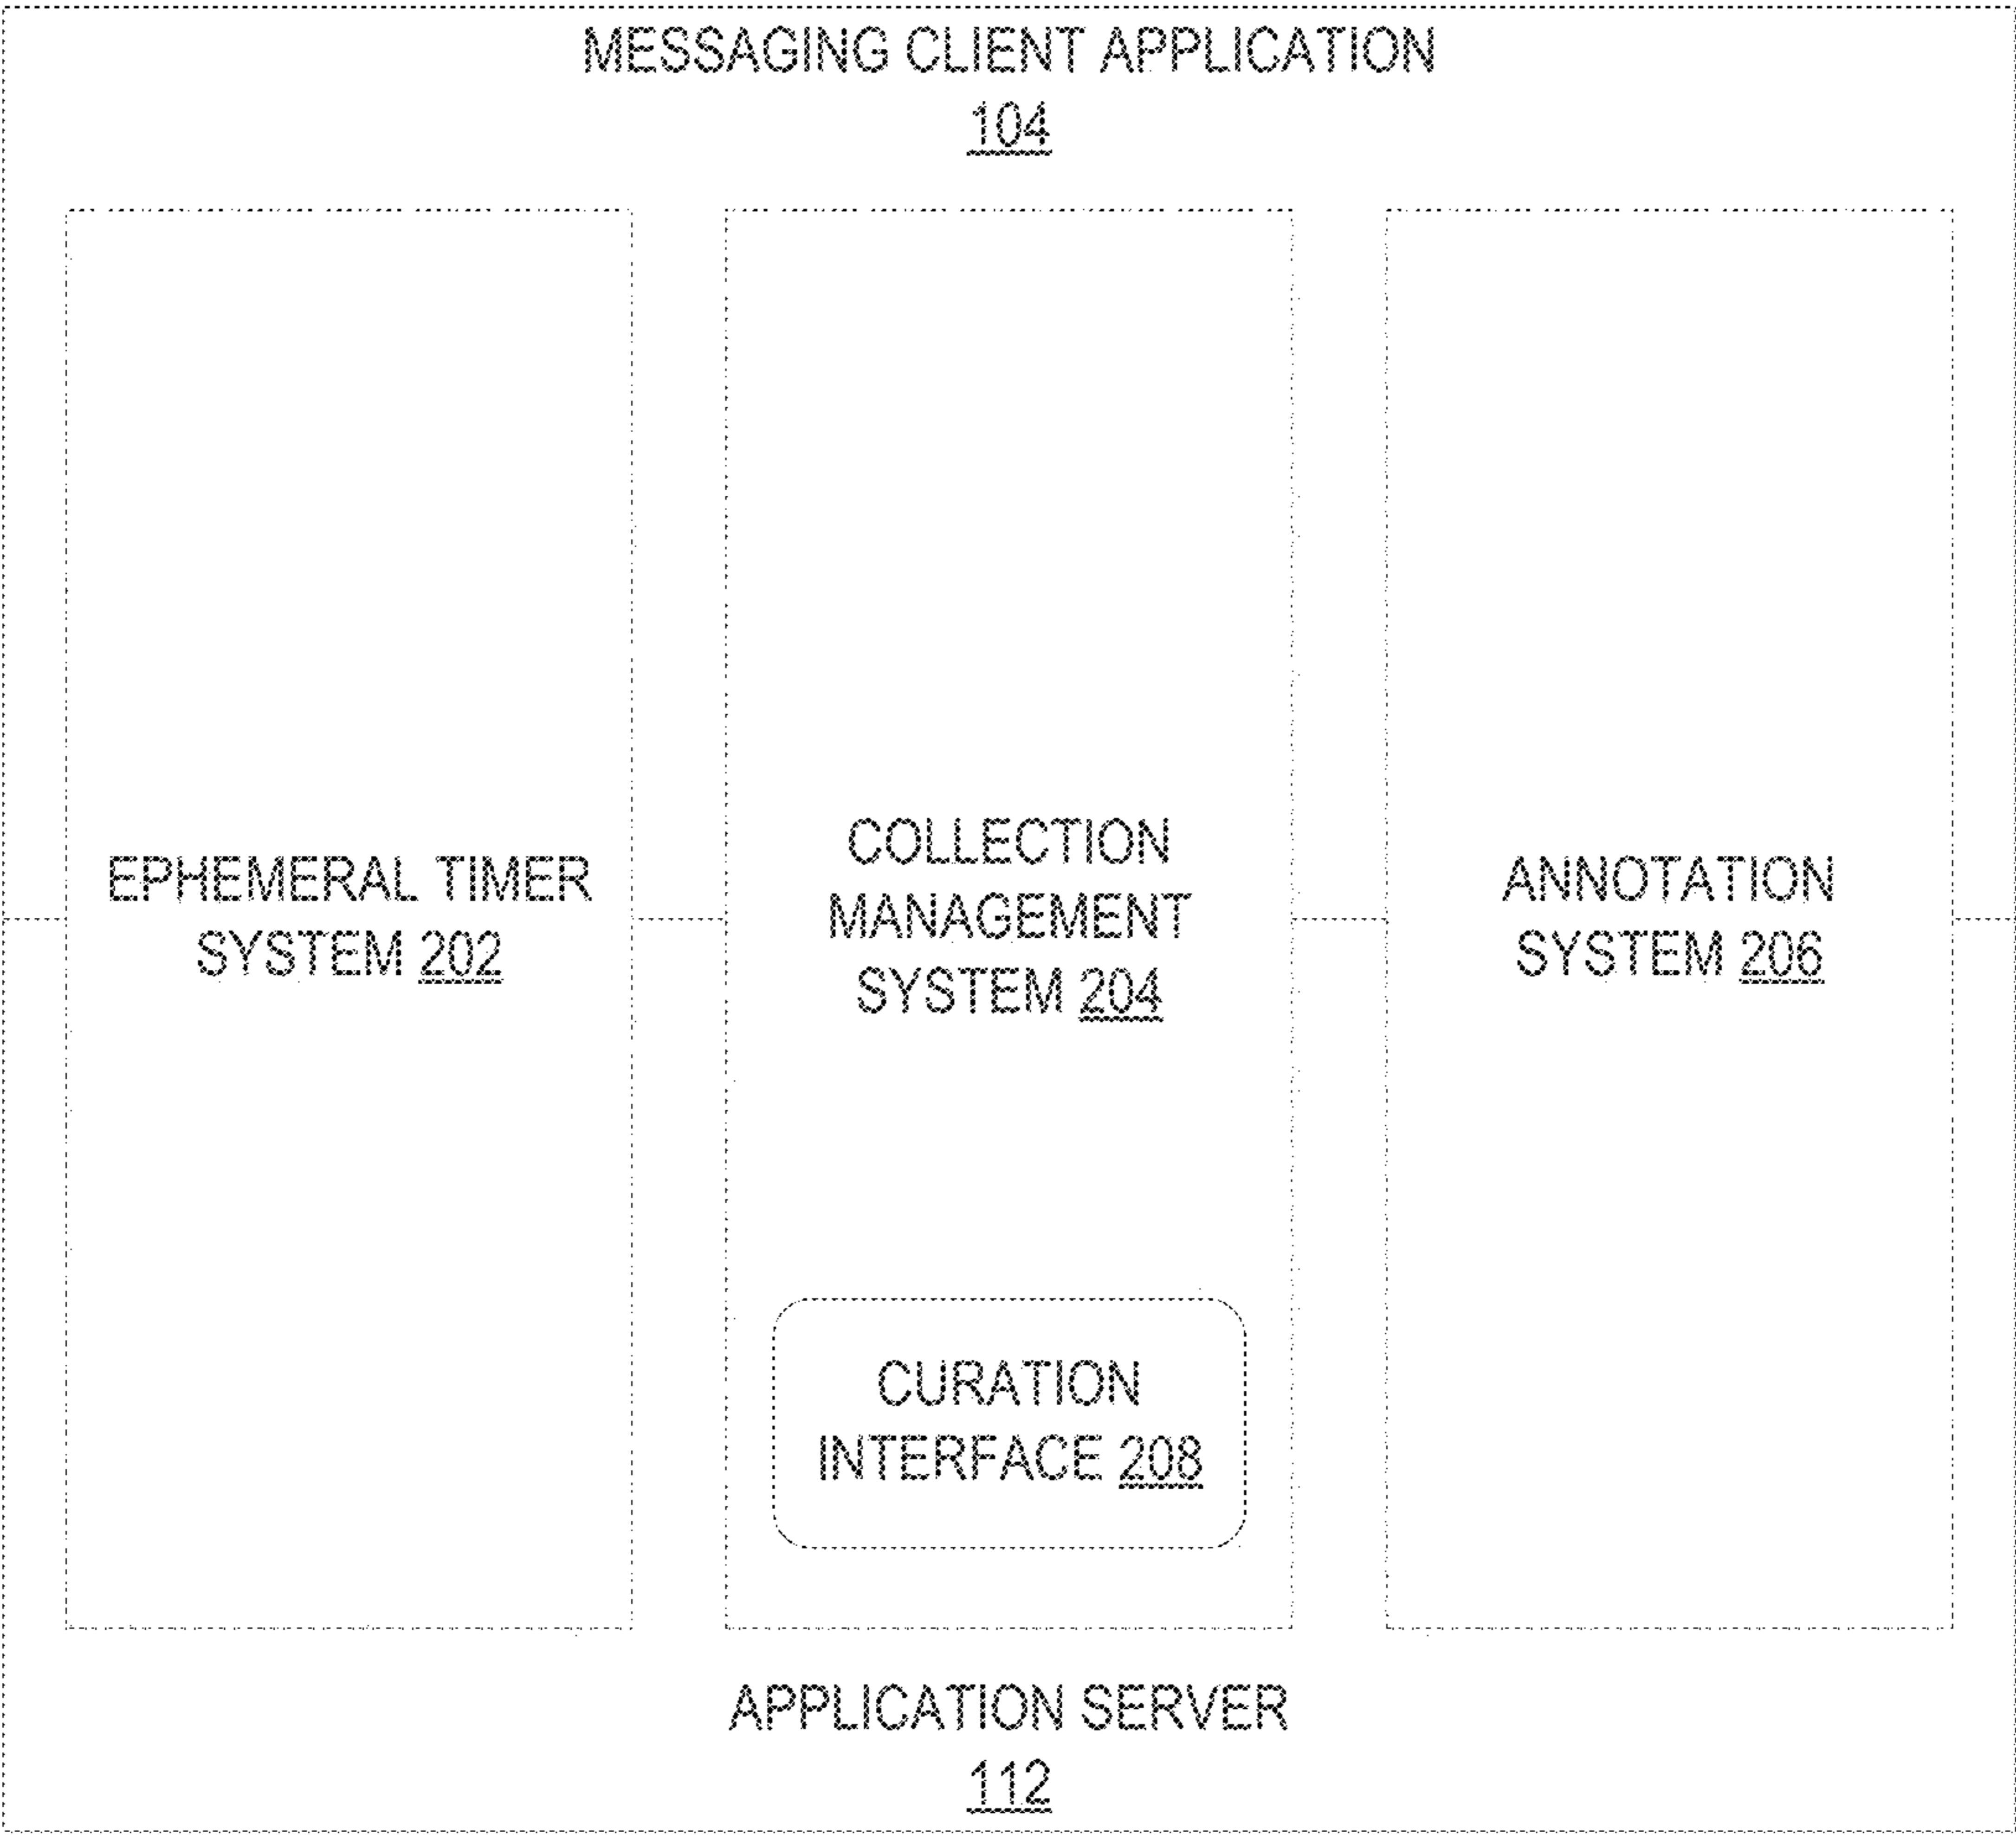 MESSAGING CLIENT APPLICATION
104
EPHEMERAL TIMER
SYSTEM 202
COLLECTION
MANAGEMENT
SYSTEM 204
ANNOTATION
SYSTEM 206
CURATION
INTERFACE 208
APPLICATION SERVER
112